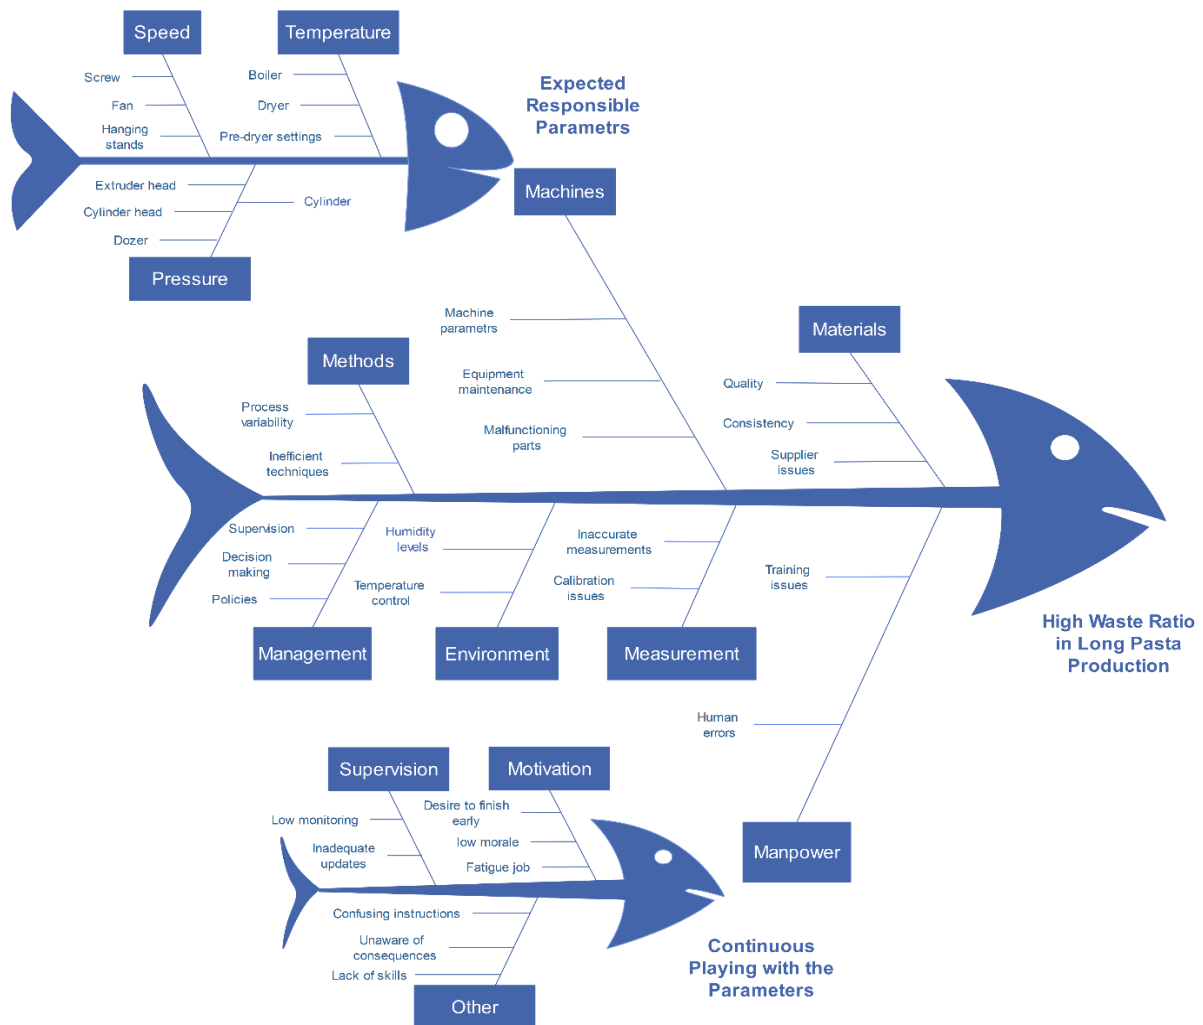 Speed
Temperature
Screw
Fan
Hanging
stands
Boiler
Dryer
Pre-dryer settings
Expected
Responsible
Parametrs
Extruder head
Cylinder head
Dozer
Cylinder
Pressure
Machines
Machine
parametrs
Equipment
maintenance
Malfunctioning
parts
Materials
Quality
Consistency
Supplier
issues
Methods
Process
variability
Inefficient
techniques
Supervision
Decision
making
Policies
Management
Humidity
levels
Temperature
control
Environment
Inaccurate
measurements
Calibration
issues
Measurement
Training
issues
Human
errors
Manpower
High Waste Ratio
in Long Pasta
Production
Supervision
Motivation
Low monitoring
Inadequate
updates
Desire to finish
early
low morale
Fatigue job
Confusing instructions
Unaware of
consequences
Lack of skills
Other
Continuous
Playing with the
Parameters